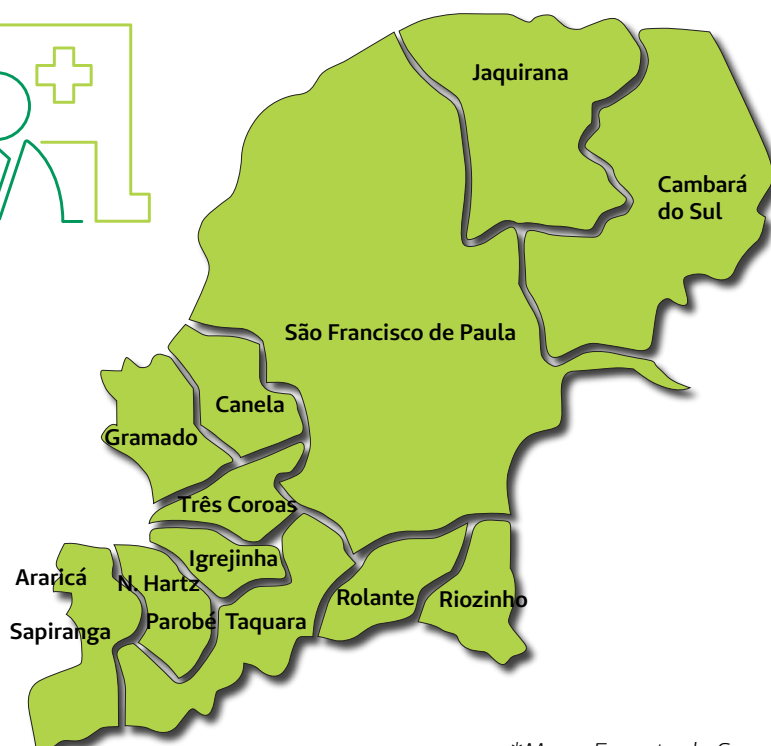 Jaquirana
Cambará
do Sul
São Francisco de Paula
Canela
Gramado
Três Coroas
Igrejinha
Araricá
N. Hartz
Rolante
Riozinho
Parobé
Taquara
Sapiranga